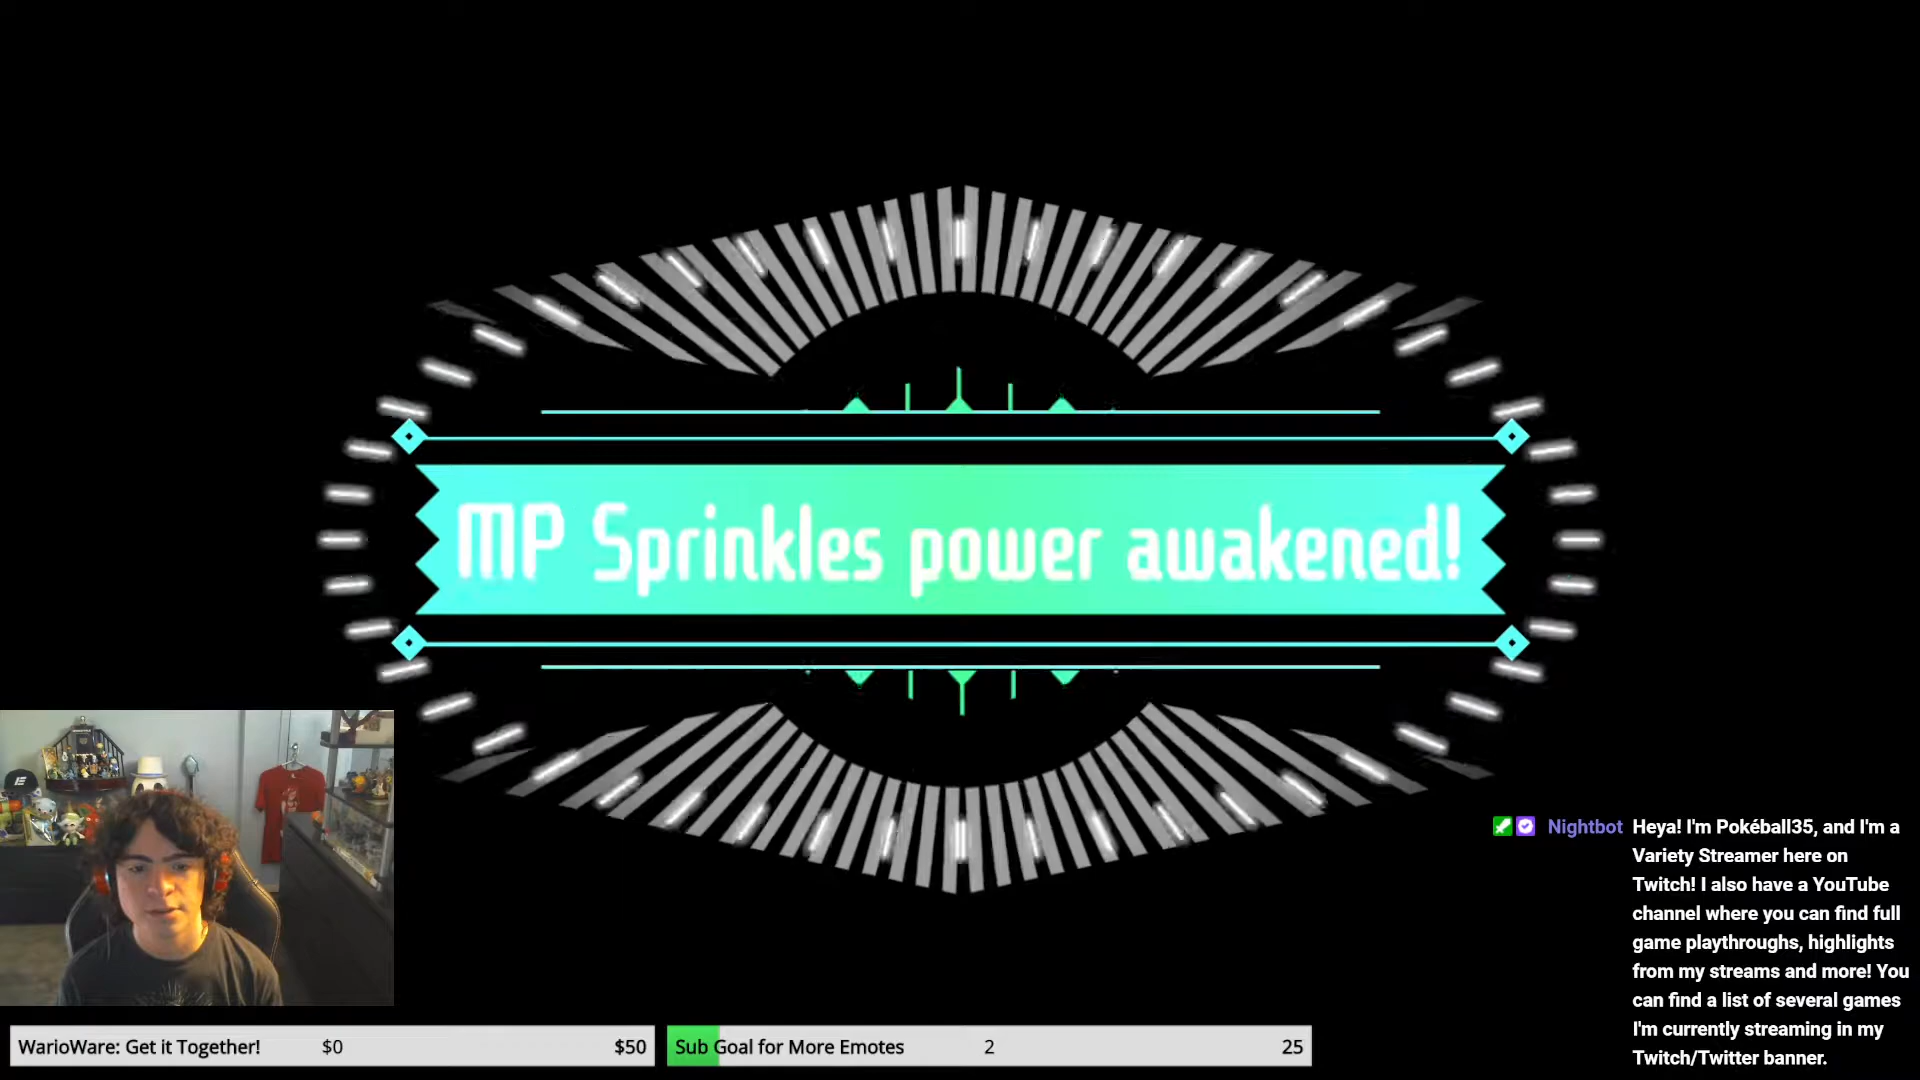 MP Sprinkles power awakened!
Nightbot Heya! I'm Pokéball35, and I'm a
Variety Streamer here on
Twitch! I also have a YouTube
channel where you can find full
game playthroughs, highlights
from my streams and more! You
can find a list of several games
I'm currently streaming in my
Twitch/Twitter banner.
WarioWare: Get it Together! $0 $50
Sub Goal for More Emotes 2 25